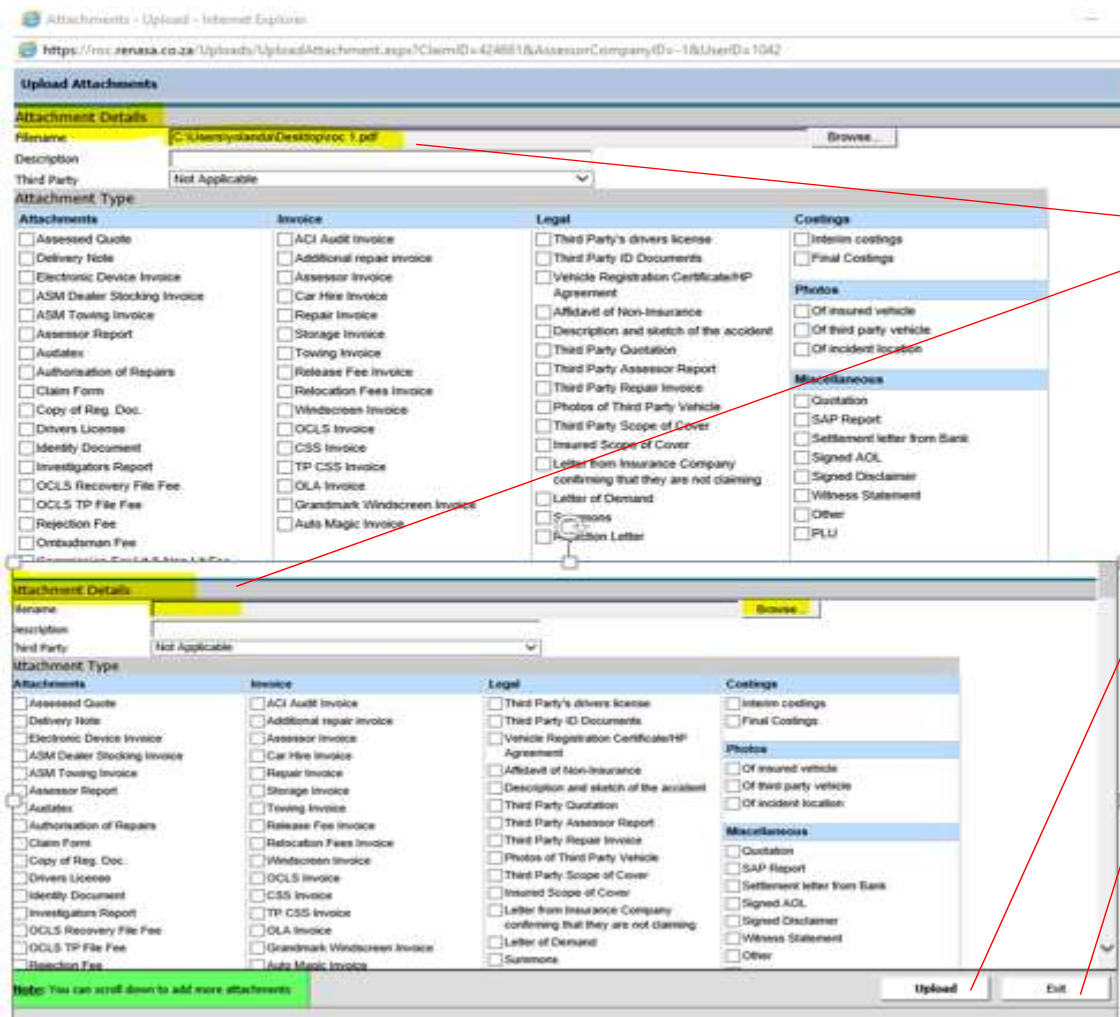 Attachments - Upload - Internet Explorer
https://roc.renasa.co.za/Uploads/UploadAttachment.aspx?ClaimID=424661&AssessorCompanyID=-1&UserID=1042
Upload Attachments
Attachment Details
Filename C:\Users\yolanda\Desktop\roc 1.pdf Browse...
Description
Third Party Not Applicable
Attachment Type
Attachments
Assessed Quote
Delivery Note
Electronic Device Invoice
ASM Dealer Stocking Invoice
ASM Towing Invoice
Assessor Report
Audatex
Authorisation of Repairs
Claim Form
Copy of Reg. Doc.
Drivers License
Identity Document
Investigators Report
OCLS Recovery File Fee
OCLS TP File Fee
Rejection Fee
Ombudsman Fee
Invoice
ACI Audit Invoice
Additional repair invoice
Assessor Invoice
Car Hire Invoice
Repair Invoice
Storage Invoice
Towing Invoice
Release Fee Invoice
Relocation Fees Invoice
Windscreen Invoice
OCLS Invoice
CSS Invoice
TP CSS Invoice
OLA Invoice
Grandmark Windscreen Invoice
Auto Magic Invoice
Legal
Third Party's drivers license
Third Party ID Documents
Vehicle Registration Certificate/HP
Agreement
Affidavit of Non-Insurance
Description and sketch of the accident
Third Party Quotation
Third Party Assessor Report
Third Party Repair Invoice
Photos of Third Party Vehicle
Third Party Scope of Cover
Insured Scope of Cover
Letter from Insurance Company
confirming that they are not claiming
Letter of Demand
Letter
Costings
Interim costings
Final Costings
Photos
Of insured vehicle
Of third party vehicle
Of incident location
Miscellaneous
Quotation
SAP Report
Settlement letter from Bank
Signed AOL
Signed Disclaimer
Witness Statement
Other
PLU
ttachment Details
ilename Browse...
escription
hird Party Not Applicable
ttachment Type
Attachments
Assessed Quote
Delivery Note
Electronic Device Invoice
ASM Dealer Stocking Invoice
ASM Towing Invoice
Assessor Report
Audatex
Authorisation of Repairs
Claim Form
Copy of Reg. Doc.
Drivers License
Identity Document
Investigators Report
OCLS Recovery File Fee
OCLS TP File Fee
Rejection Fee
Invoice
ACI Audit Invoice
Additional repair invoice
Assessor Invoice
Car Hire Invoice
Repair Invoice
Storage Invoice
Towing Invoice
Release Fee Invoice
Relocation Fees Invoice
Windscreen Invoice
OCLS Invoice
CSS Invoice
TP CSS Invoice
OLA Invoice
Grandmark Windscreen Invoice
Auto Magic Invoice
Legal
Third Party's drivers license
Third Party ID Documents
Vehicle Registration Certificate/HP
Agreement
Affidavit of Non-Insurance
Description and sketch of the accident
Third Party Quotation
Third Party Assessor Report
Third Party Repair Invoice
Photos of Third Party Vehicle
Third Party Scope of Cover
Insured Scope of Cover
Letter from Insurance Company
confirming that they are not claiming
Letter of Demand
Summons
Costings
Interim costings
Final Costings
Photos
Of insured vehicle
Of third party vehicle
Of incident location
Miscellaneous
Quotation
SAP Report
Settlement letter from Bank
Signed AOL
Signed Disclaimer
Witness Statement
Other
Note: You can scroll down to add more attachments
Upload Exit